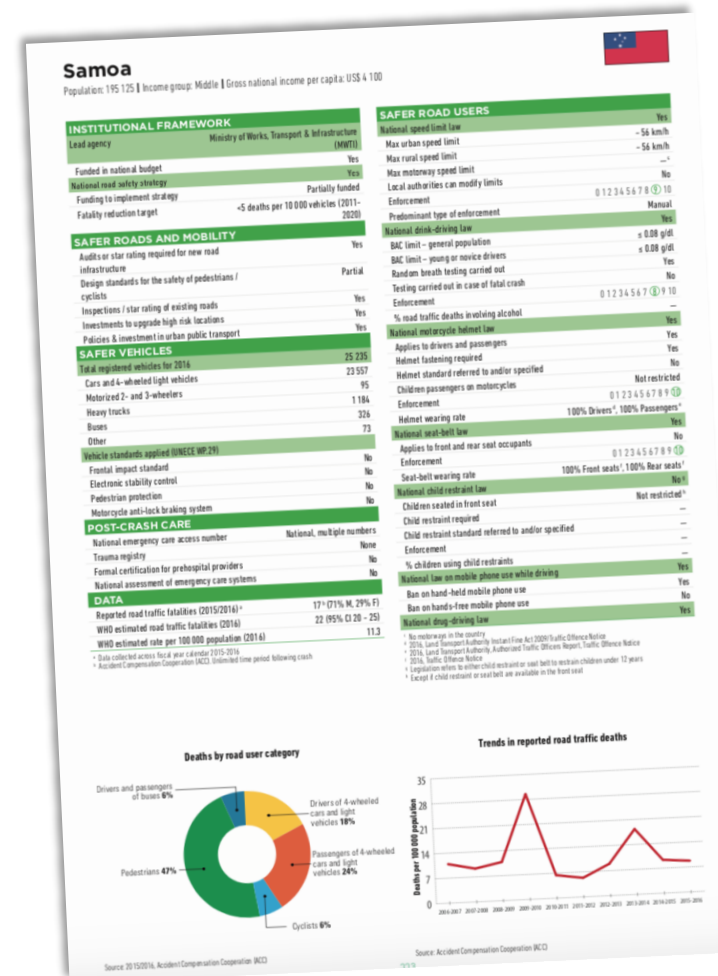 Samoa
Population: 195 125 | Income group: Middle | Gross national income per capita: US$ 4 100
INSTITUTIONAL FRAMEWORK
Lead agency Ministry of Works, Transport & Infrastructure
(MWTI)
Funded in national budget Yes
National road safety strategy Yes
Funding to implement strategy Partially funded
Fatality reduction target <5 deaths per 10 000 vehicles (2011-
2020)
SAFER ROADS AND MOBILITY
Audits or star rating required for new road Yes
infrastructure
Design standards for the safety of pedestrians / Partial
cyclists
Inspections / star rating of existing roads Yes
Investments to upgrade high risk locations Yes
Policies & investment in urban public transport Yes
SAFER VEHICLES
Total registered vehicles for 2016 25 235
Cars and 4-wheeled light vehicles 23 557
Motorized 2- and 3-wheelers 95
Heavy trucks 1 184
Buses 326
Other 73
Vehicle standards applied (UNECE WP.29)
Frontal impact standard No
Electronic stability control No
Pedestrian protection No
Motorcycle anti-lock braking system No
POST-CRASH CARE
National emergency care access number National, multiple numbers
Trauma registry None
Formal certification for prehospital providers No
National assessment of emergency care systems No
DATA
Reported road traffic fatalities (2015/2016) a 17 b (71% M, 29% F)
WHO estimated road traffic fatalities (2016) 22 (95% CI 20 – 25)
WHO estimated rate per 100 000 population (2016) 11.3
a Data collected across fiscal year calendar 2015-2016
b Accident Compensation Cooperation (ACC), Unlimited time period following crash
SAFER ROAD USERS
National speed limit law Yes
Max urban speed limit ~ 56 km/h
Max rural speed limit ~ 56 km/h
Max motorway speed limit — c
Local authorities can modify limits No
Enforcement 0 1 2 3 4 5 6 7 8 9 10
Predominant type of enforcement Manual
National drink-driving law Yes
BAC limit – general population ≤ 0.08 g/dl
BAC limit – young or novice drivers ≤ 0.08 g/dl
Random breath testing carried out Yes
Testing carried out in case of fatal crash No
Enforcement 0 1 2 3 4 5 6 7 8 9 10
% road traffic deaths involving alcohol —
National motorcycle helmet law Yes
Applies to drivers and passengers Yes
Helmet fastening required Yes
Helmet standard referred to and/or specified No
Children passengers on motorcycles Not restricted
Enforcement 0 1 2 3 4 5 6 7 8 9 10
Helmet wearing rate 100% Drivers d, 100% Passengers e
National seat-belt law Yes
Applies to front and rear seat occupants No
Enforcement 0 1 2 3 4 5 6 7 8 9 10
Seat-belt wearing rate 100% Front seats f, 100% Rear seats f
National child restraint law No g
Children seated in front seat Not restricted h
Child restraint required —
Child restraint standard referred to and/or specified —
Enforcement —
% children using child restraints —
National law on mobile phone use while driving Yes
Ban on hand-held mobile phone use Yes
Ban on hands-free mobile phone use No
National drug-driving law Yes
c No motorways in the country
d 2016, Land Transport Authority Instant Fine Act 2009/Traffic Offence Notice
e 2016, Land Transport Authority, Authorized Traffic Officers Report, Traffic Offence Notice
f 2016, Traffic Offence Notice
g Legislation refers to either child restraint or seat belt to restrain children under 12 years
h Except if child restraint or seat belt are available in the front seat
Deaths by road user category
Drivers and passengers
of buses 6%
Drivers of 4-wheeled
cars and light
vehicles 18%
Passengers of 4-wheeled
cars and light
vehicles 24%
Pedestrians 47%
Cyclists 6%
Source: 2015/2016, Accident Compensation Cooperation (ACC)
Trends in reported road traffic deaths
Deaths per 100 000 population
35
28
21
14
7
0
2006-2007 2007-2008 2008-2009 2009-2010 2010-2011 2011-2012 2012-2013 2013-2014 2014-2015 2015-2016
Source: Accident Compensation Cooperation (ACC)